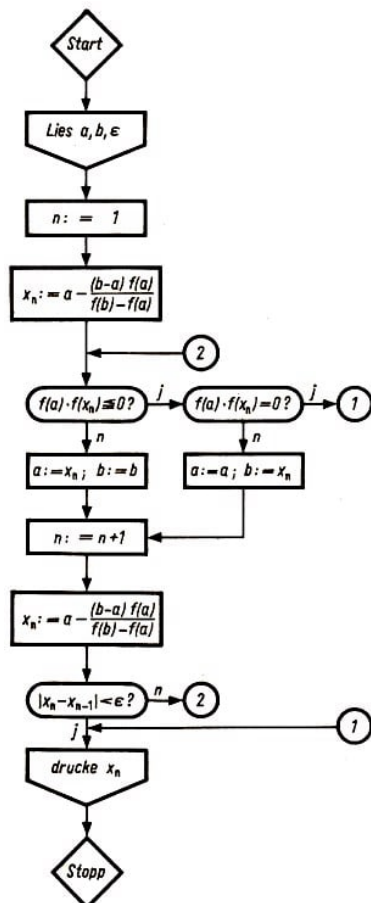 Start
Lies a, b, ε
n: = 1
xₙ: = a - (b-a) f(a) / f(b) - f(a)
2
f(a)·f(xₙ) ≦ 0? j f(a)·f(xₙ) = 0? j 1
n n
a: = xₙ; b: = b a: = a; b: = xₙ
n: = n+1
xₙ: = a - (b-a) f(a) / f(b) - f(a)
|xₙ - xₙ₋₁| < ε? n 2
j 1
drucke xₙ
Stopp